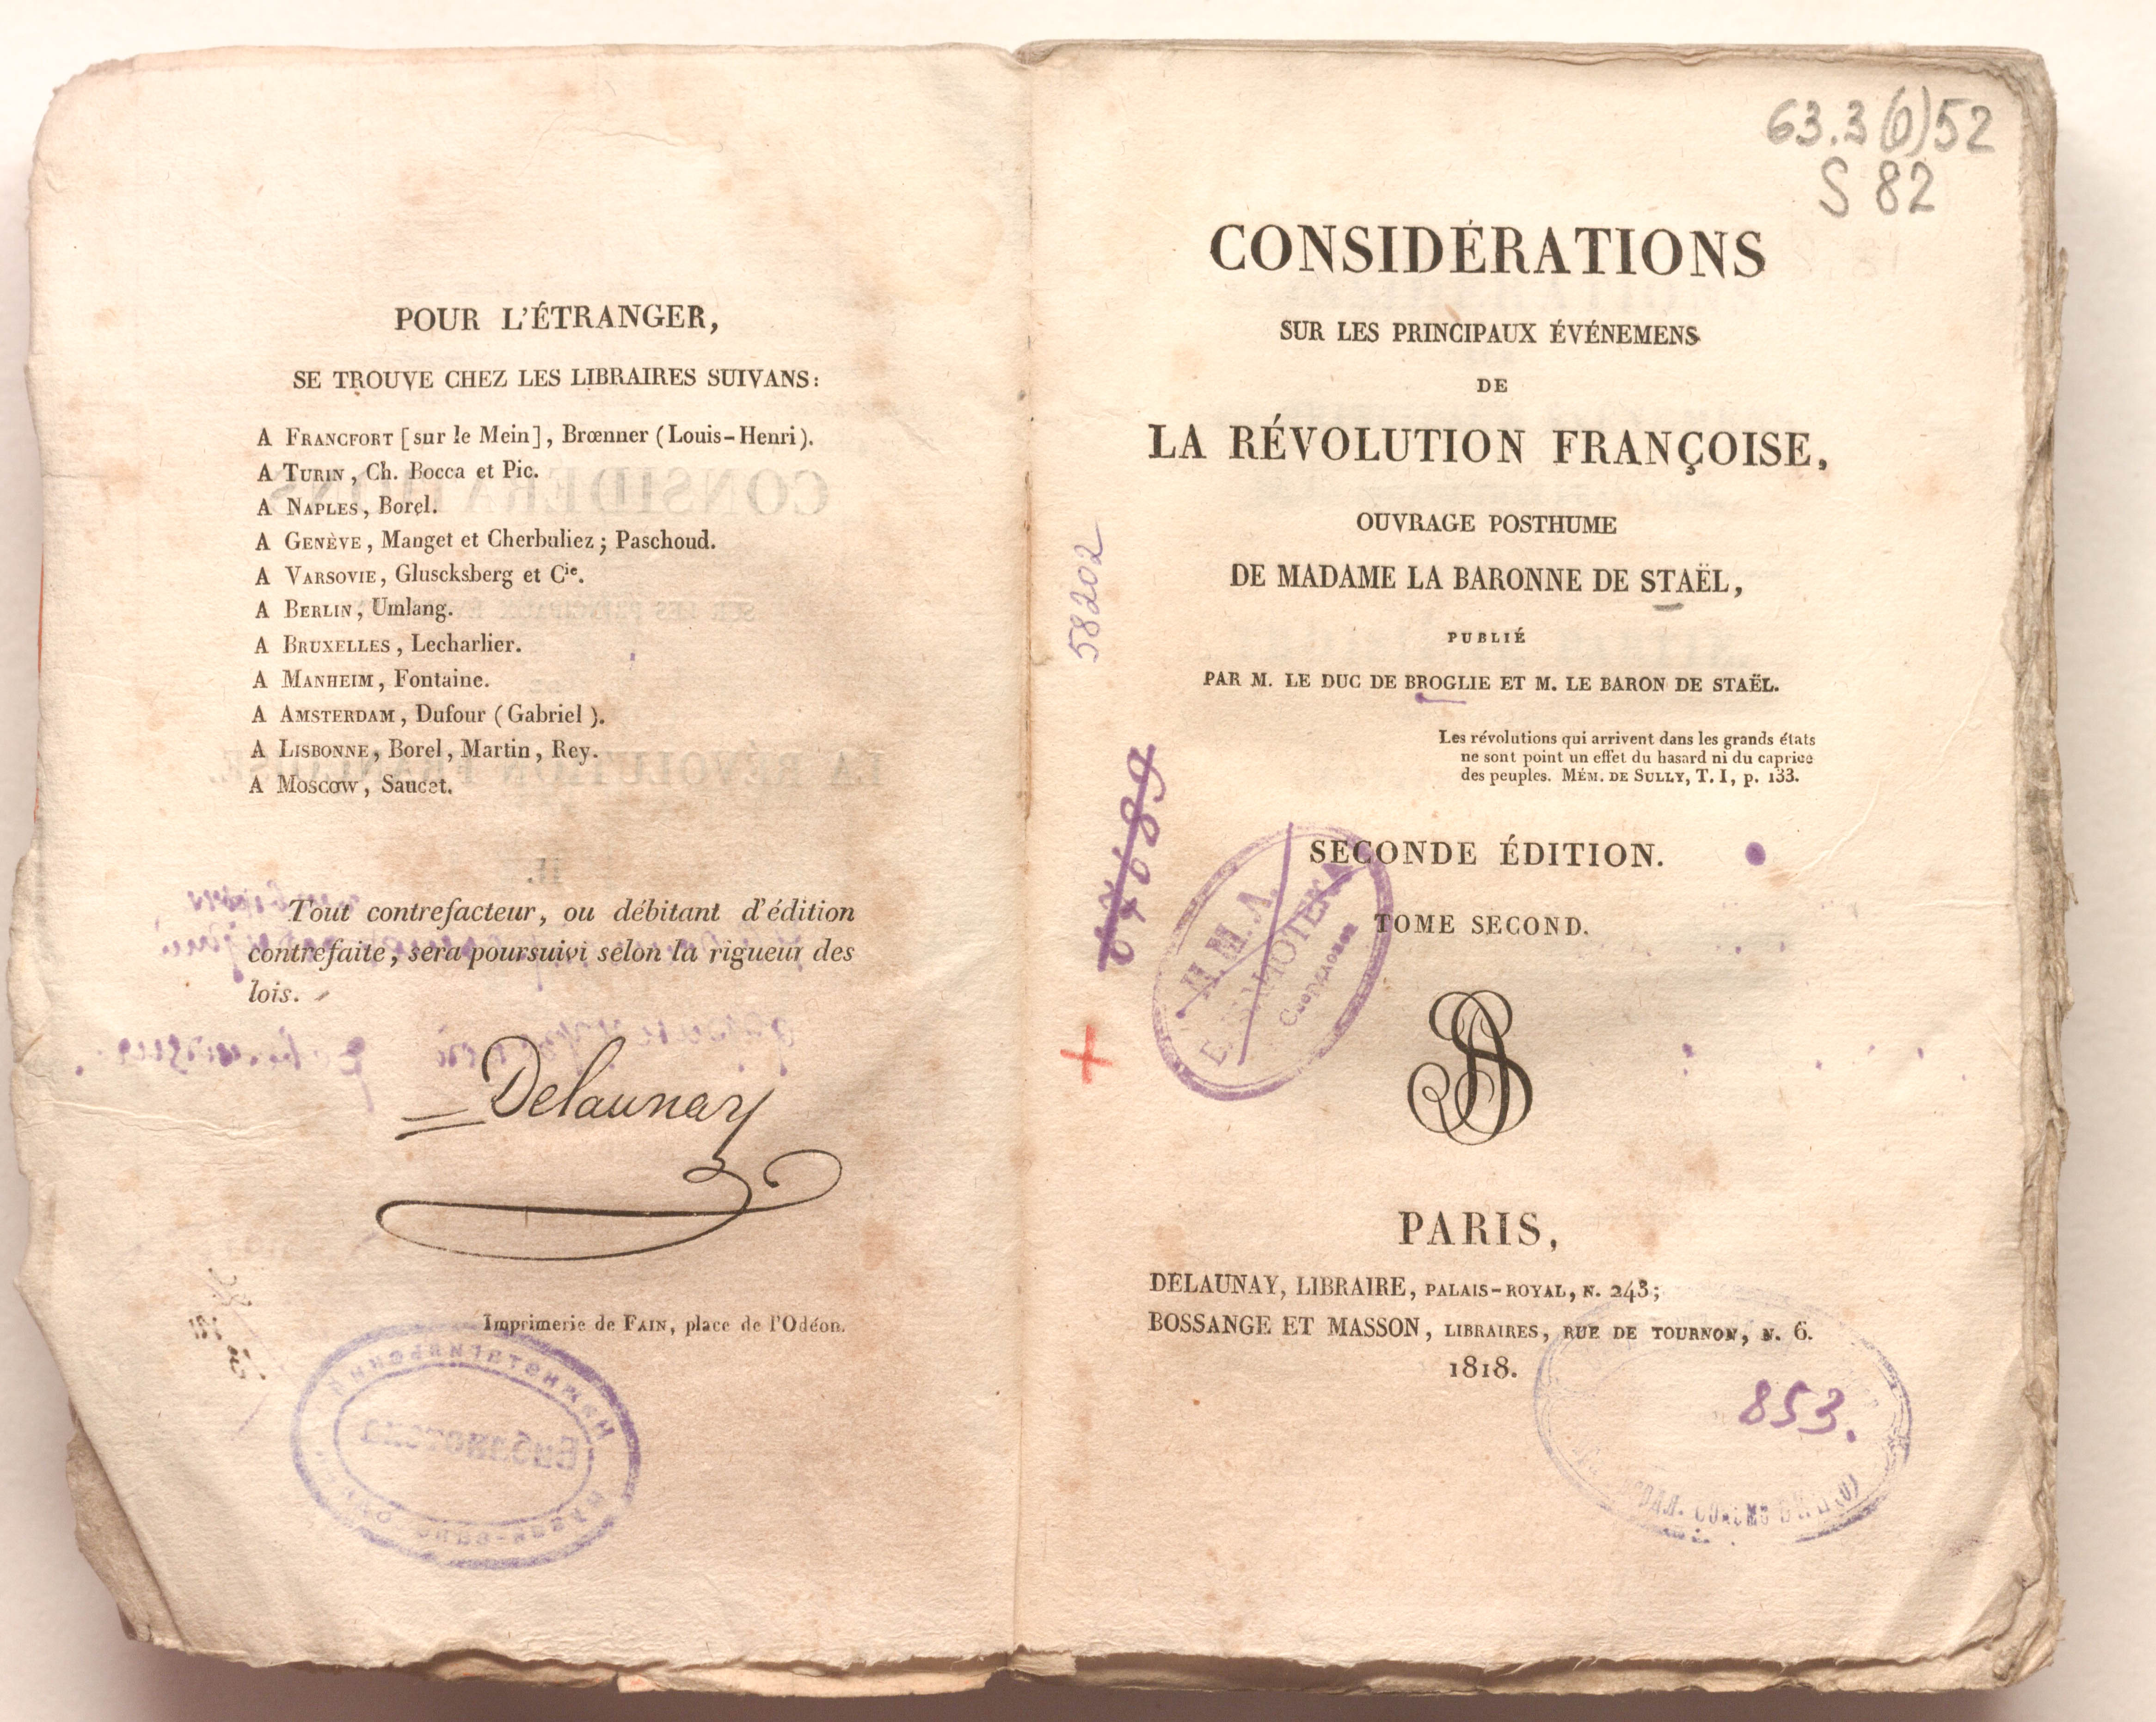 POUR L'ÉTRANGER,
SE TROUVE CHEZ LES LIBRAIRES SUIVANS:
A FRANCFORT [sur le Mein], Brœnner (Louis-Henri).
A TURIN, Ch. Bocca et Pic.
A NAPLES, Borel.
A GENÈVE, Manget et Cherbuliez; Paschoud.
A VARSOVIE, Gluscksberg et Cie.
A BERLIN, Umlang.
A BRUXELLES, Lecharlier.
A MANHEIM, Fontaine.
A AMSTERDAM, Dufour (Gabriel).
A LISBONNE, Borel, Martin, Rey.
A MOSCOW, Saucet.
Tout contrefacteur, ou débitant d'édition
contrefaite, sera poursuivi selon la rigueur des
lois.
Delaunay
Imprimerie de FAIN, place de l'Odéon.
63.3(0)52
S 82
CONSIDÉRATIONS
SUR LES PRINCIPAUX ÉVÉNEMENS
DE
LA RÉVOLUTION FRANÇOISE,
OUVRAGE POSTHUME
DE MADAME LA BARONNE DE STAËL,
PUBLIÉ
PAR M. LE DUC DE BROGLIE ET M. LE BARON DE STAËL.
58202
Les révolutions qui arrivent dans les grands états
ne sont point un effet du hasard ni du caprice
des peuples. MÉM. DE SULLY, T. I, p. 133.
SECONDE ÉDITION.
TOME SECOND.
PARIS,
DELAUNAY, LIBRAIRE, PALAIS-ROYAL, N. 243;
BOSSANGE ET MASSON, LIBRAIRES, RUE DE TOURNON, N. 6.
1818.
853.